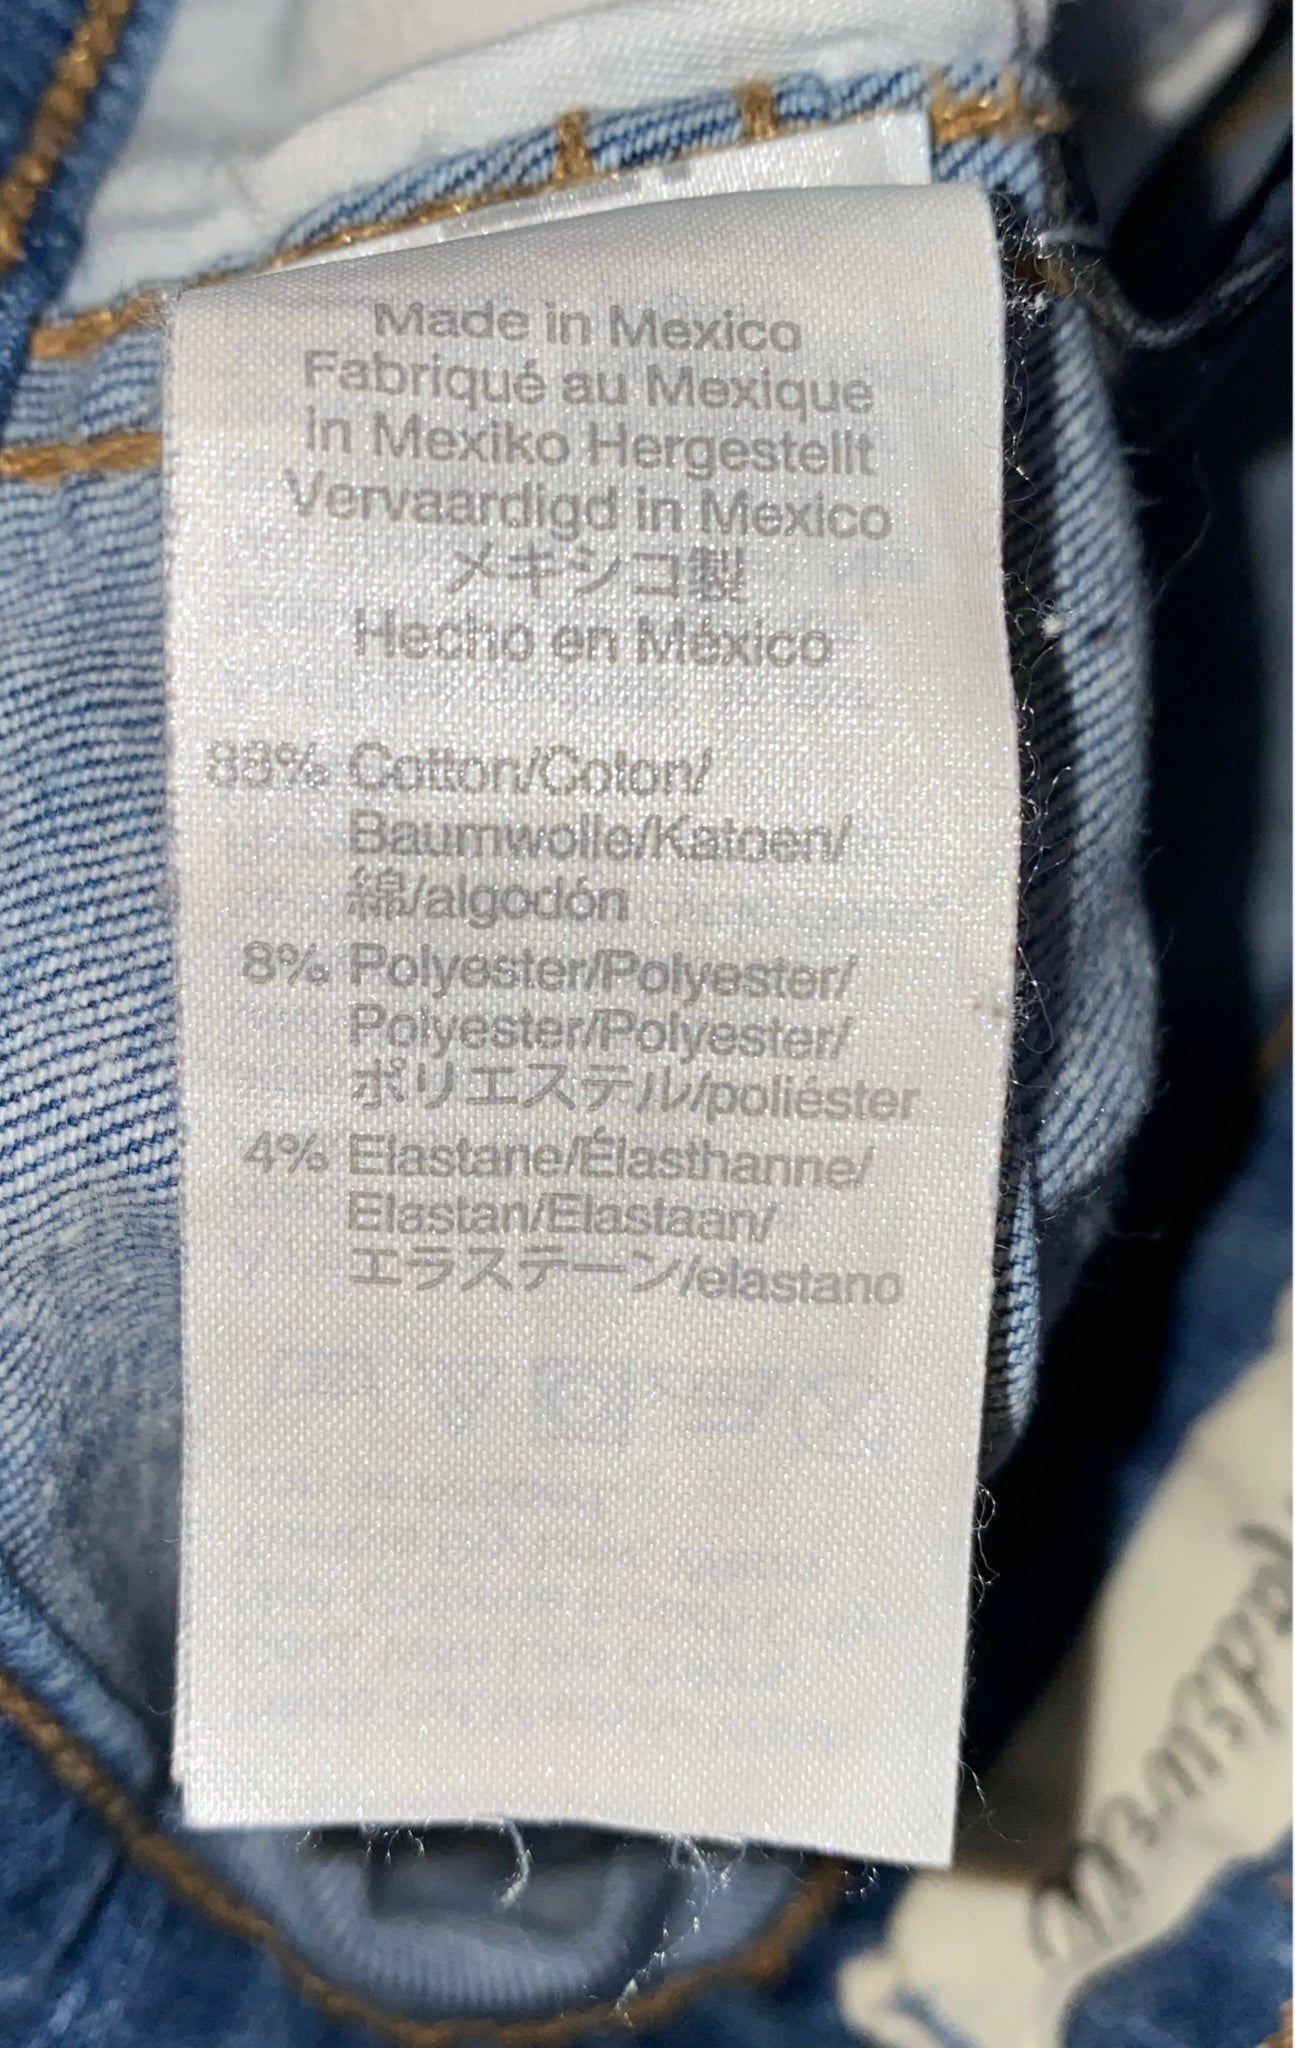 Made in Mexico
Fabriqué au Mexique
in Mexiko Hergestellt
Vervaardigd in Mexico
メキシコ製
Hecho en México
88% Cotton/Coton/
Baumwolle/Katoen/
綿/algodón
8% Polyester/Polyester/
Polyester/Polyester/
ポリエステル/poliéster
4% Elastane/Élasthanne/
Elastan/Elastaan/
エラステーン/elastano